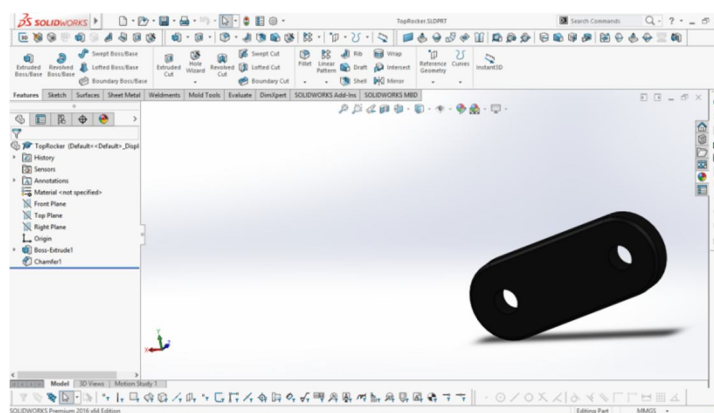 SOLIDWORKS
TopRocker.SLDPRT
Search Commands
Extruded Boss/Base
Revolved Boss/Base
Swept Boss/Base
Lofted Boss/Base
Boundary Boss/Base
Extruded Cut
Hole Wizard
Revolved Cut
Swept Cut
Lofted Cut
Boundary Cut
Fillet
Linear Pattern
Rib
Draft
Shell
Wrap
Intersect
Mirror
Reference Geometry
Curves
Instant3D
Features Sketch Surfaces Sheet Metal Weldments Mold Tools Evaluate DimXpert SOLIDWORKS Add-Ins SOLIDWORKS MBD
TopRocker (Default<<Default>_Displ
History
Sensors
Annotations
Material <not specified>
Front Plane
Top Plane
Right Plane
Origin
Boss-Extrude1
Chamfer1
Model 3D Views Motion Study 1
SOLIDWORKS Premium 2016 x64 Edition
Editing Part MMGS